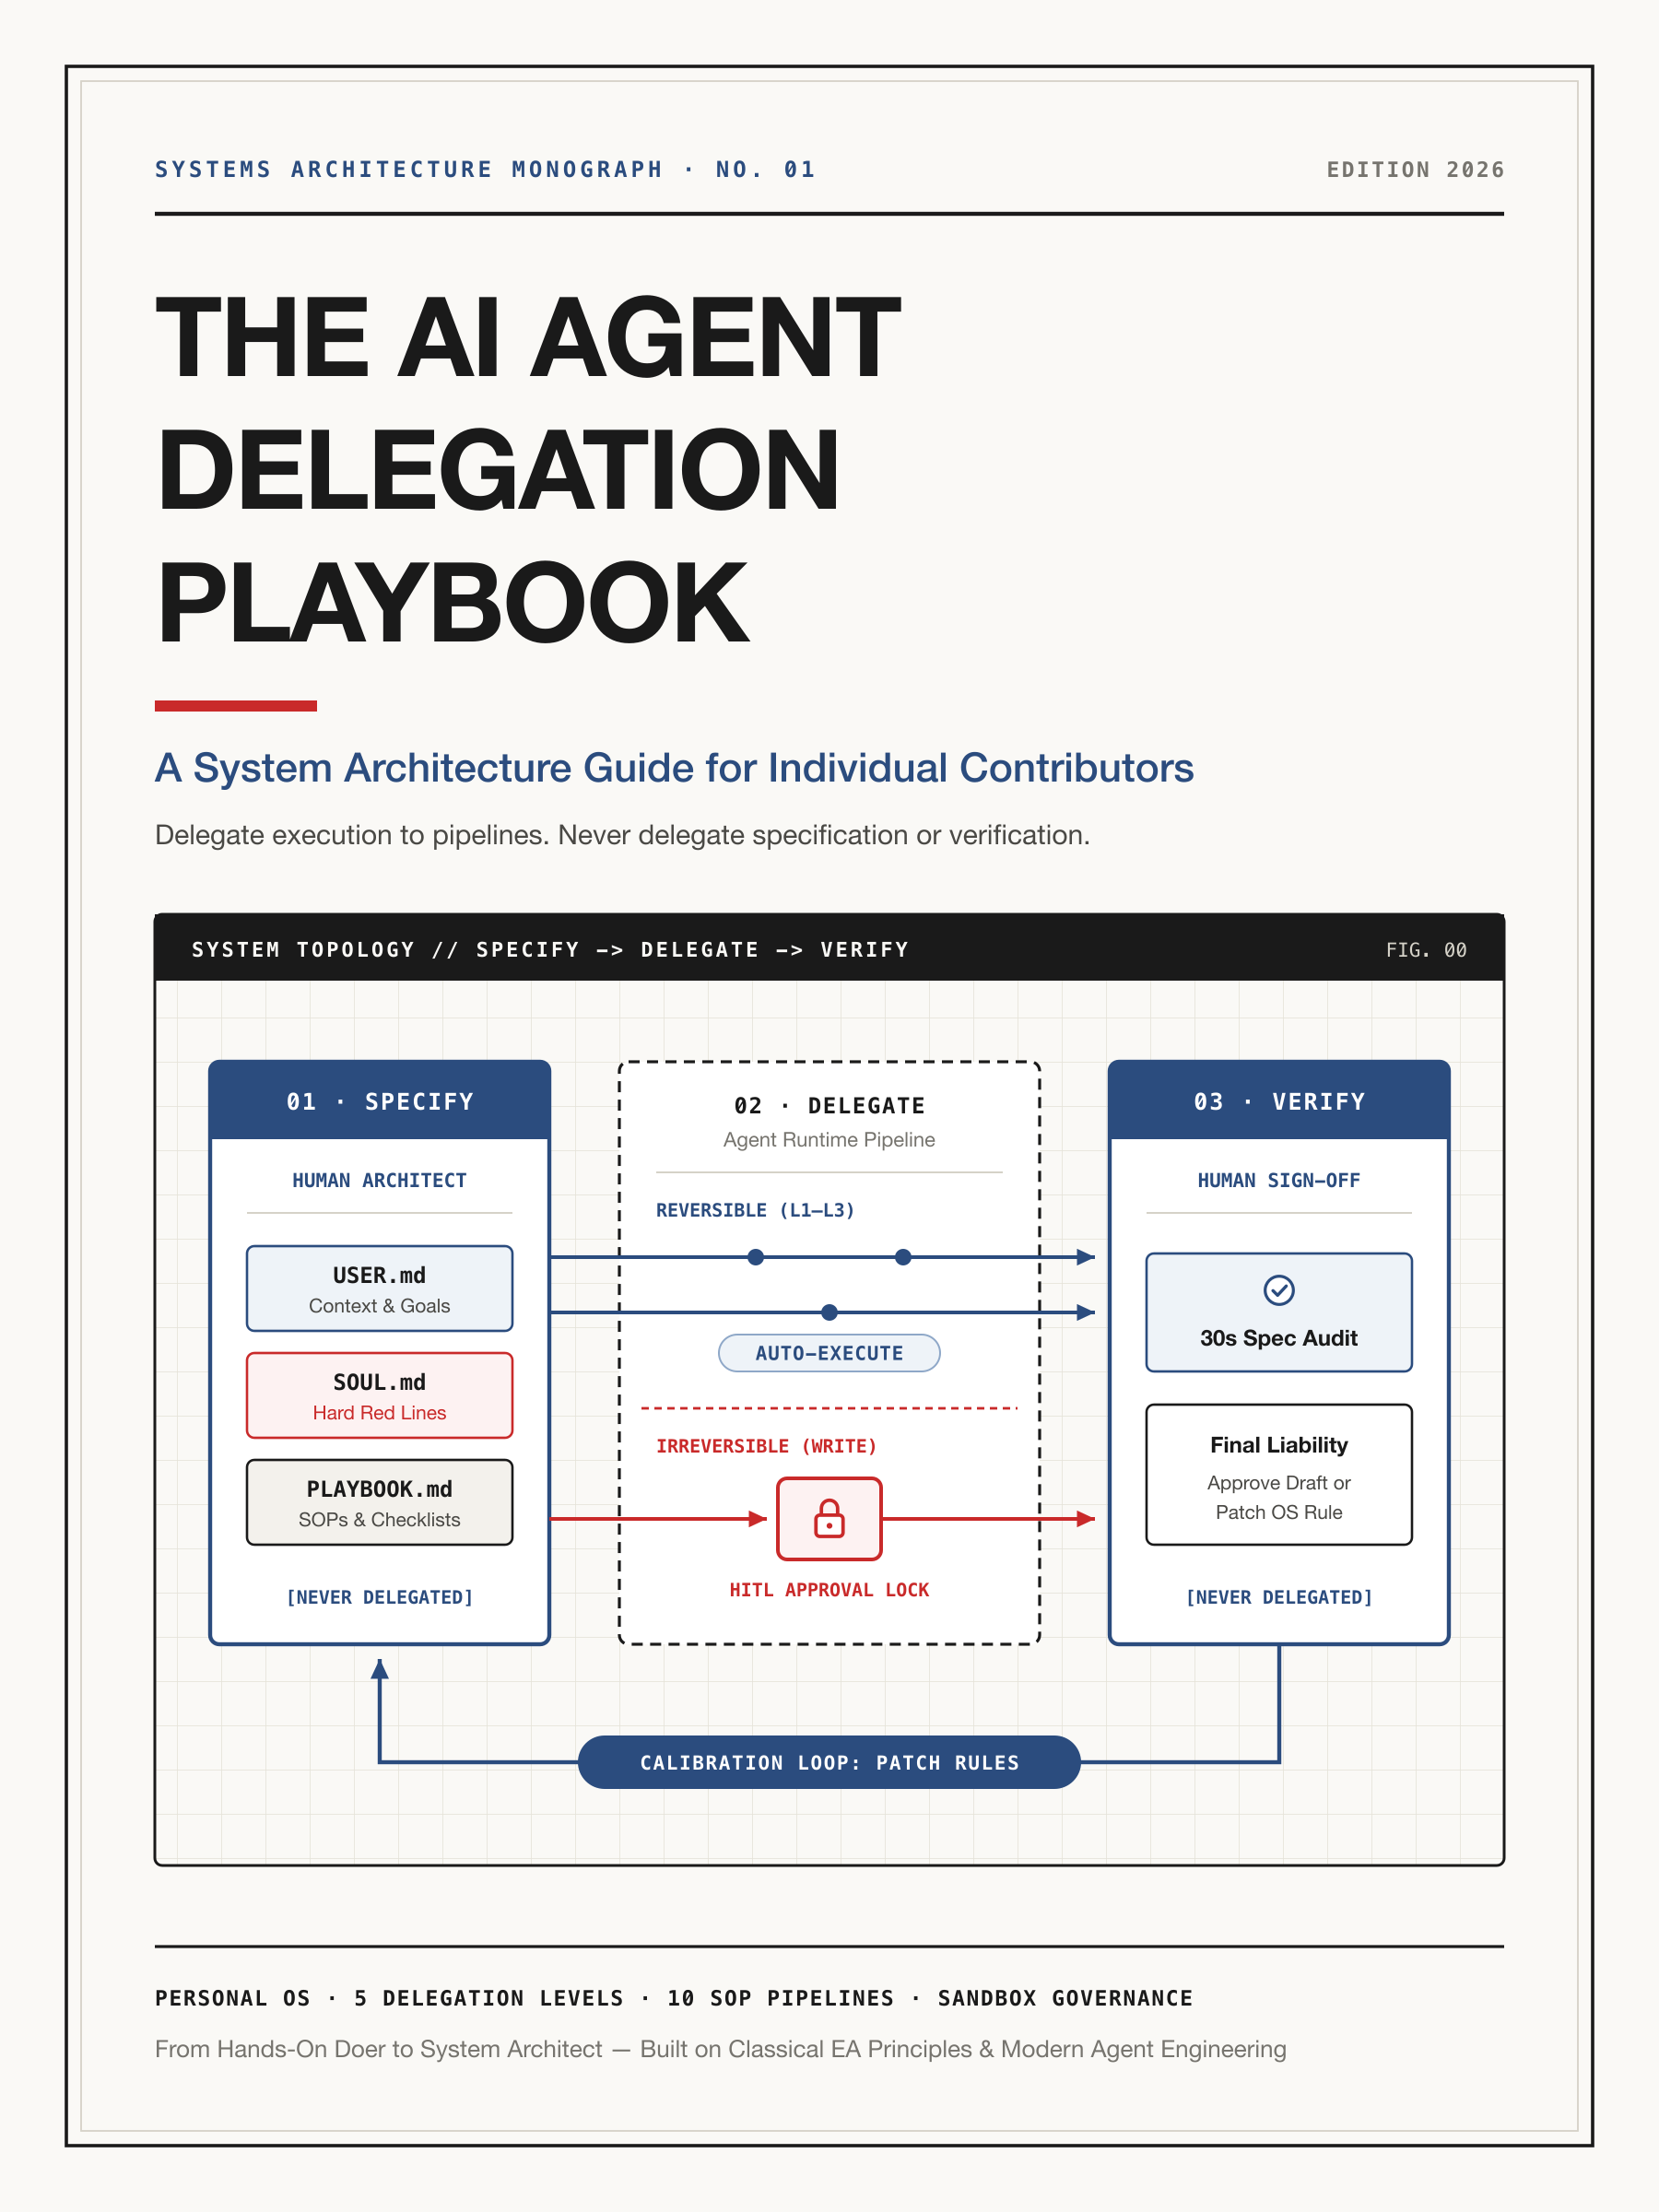 SYSTEMS ARCHITECTURE MONOGRAPH · NO. 01
EDITION 2026
THE AI AGENT
DELEGATION
PLAYBOOK
A System Architecture Guide for Individual Contributors
Delegate execution to pipelines. Never delegate specification or verification.
SYSTEM TOPOLOGY // SPECIFY -> DELEGATE -> VERIFY
FIG. 00
01 · SPECIFY
HUMAN ARCHITECT
USER.md
Context & Goals
SOUL.md
Hard Red Lines
PLAYBOOK.md
SOPs & Checklists
[NEVER DELEGATED]
02 · DELEGATE
Agent Runtime Pipeline
REVERSIBLE (L1–L3)
AUTO-EXECUTE
IRREVERSIBLE (WRITE)
HITL APPROVAL LOCK
03 · VERIFY
HUMAN SIGN-OFF
30s Spec Audit
Final Liability
Approve Draft or
Patch OS Rule
[NEVER DELEGATED]
CALIBRATION LOOP: PATCH RULES
PERSONAL OS · 5 DELEGATION LEVELS · 10 SOP PIPELINES · SANDBOX GOVERNANCE
From Hands-On Doer to System Architect — Built on Classical EA Principles & Modern Agent Engineering